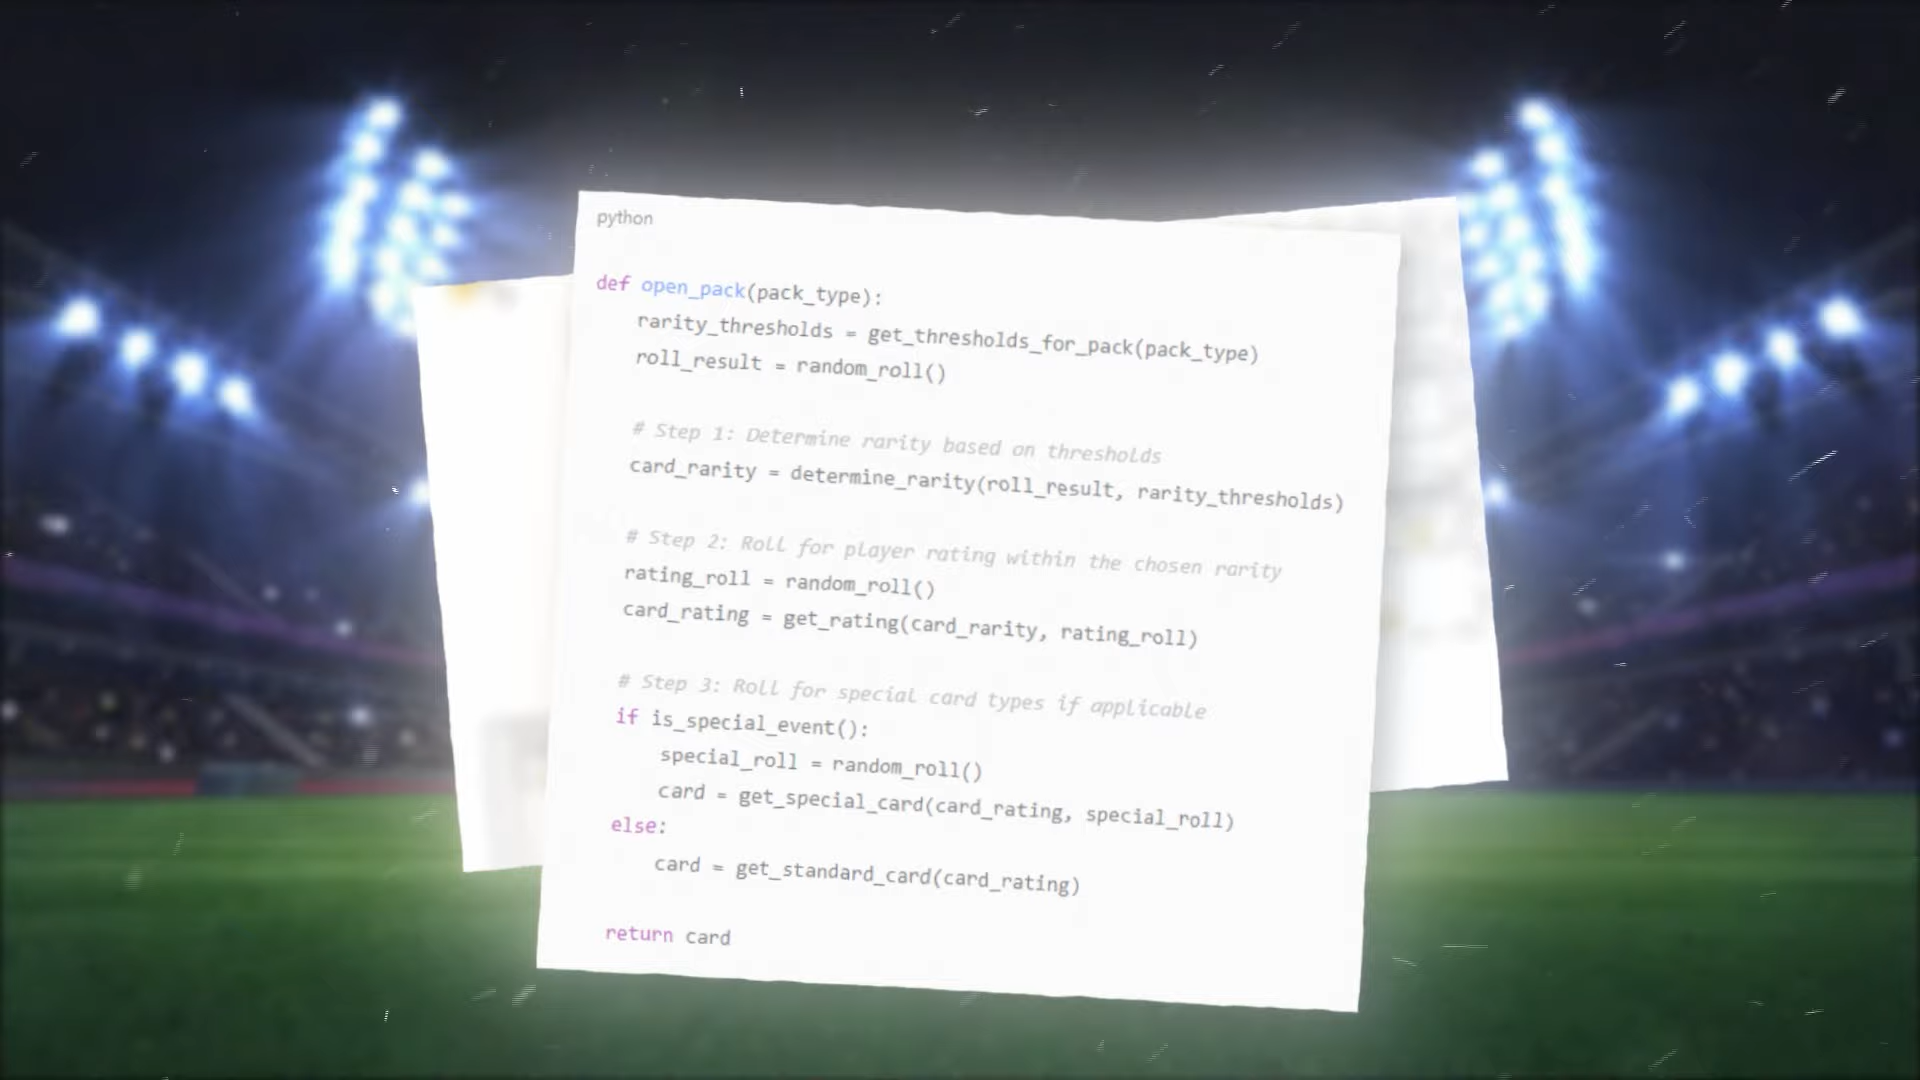 python
def open_pack(pack_type):
    rarity_thresholds = get_thresholds_for_pack(pack_type)
    roll_result = random_roll()
    # Step 1: Determine rarity based on thresholds
    card_rarity = determine_rarity(roll_result, rarity_thresholds)
    # Step 2: Roll for player rating within the chosen rarity
    rating_roll = random_roll()
    card_rating = get_rating(card_rarity, rating_roll)
    # Step 3: Roll for special card types if applicable
    if is_special_event():
        special_roll = random_roll()
        card = get_special_card(card_rating, special_roll)
    else:
        card = get_standard_card(card_rating)
    return card